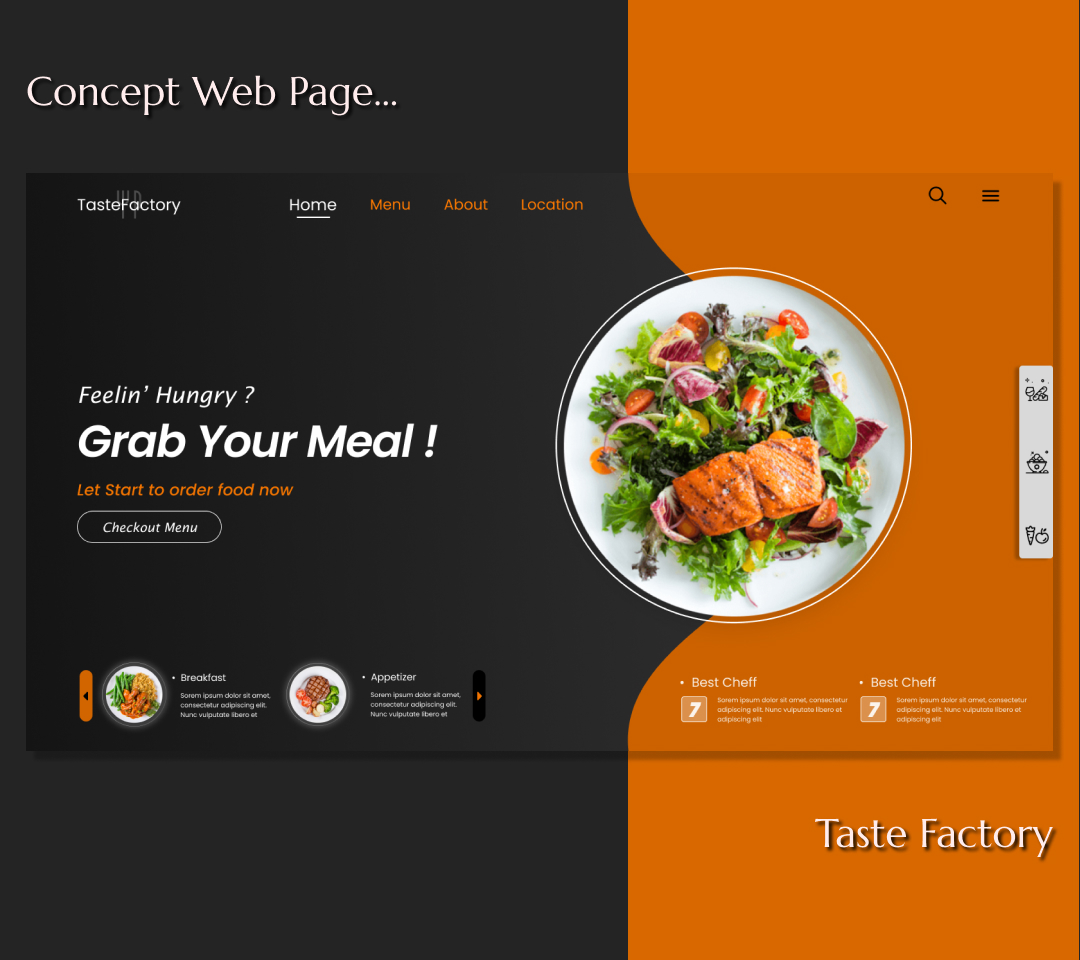 Concept Web Page...
TasteFactory
Home Menu About Location
Feelin' Hungry ?
Grab Your Meal !
Let Start to order food now
Checkout Menu
• Breakfast
Sorem ipsum dolor sit amet,
consectetur adipiscing elit.
Nunc vulputate libero et
• Appetizer
Sorem ipsum dolor sit amet,
consectetur adipiscing elit.
Nunc vulputate libero et
• Best Cheff
7
Sorem ipsum dolor sit amet, consectetur
adipiscing elit. Nunc vulputate libero et
adipiscing elit
• Best Cheff
7
Sorem ipsum dolor sit amet, consectetur
adipiscing elit. Nunc vulputate libero et
adipiscing elit
Taste Factory